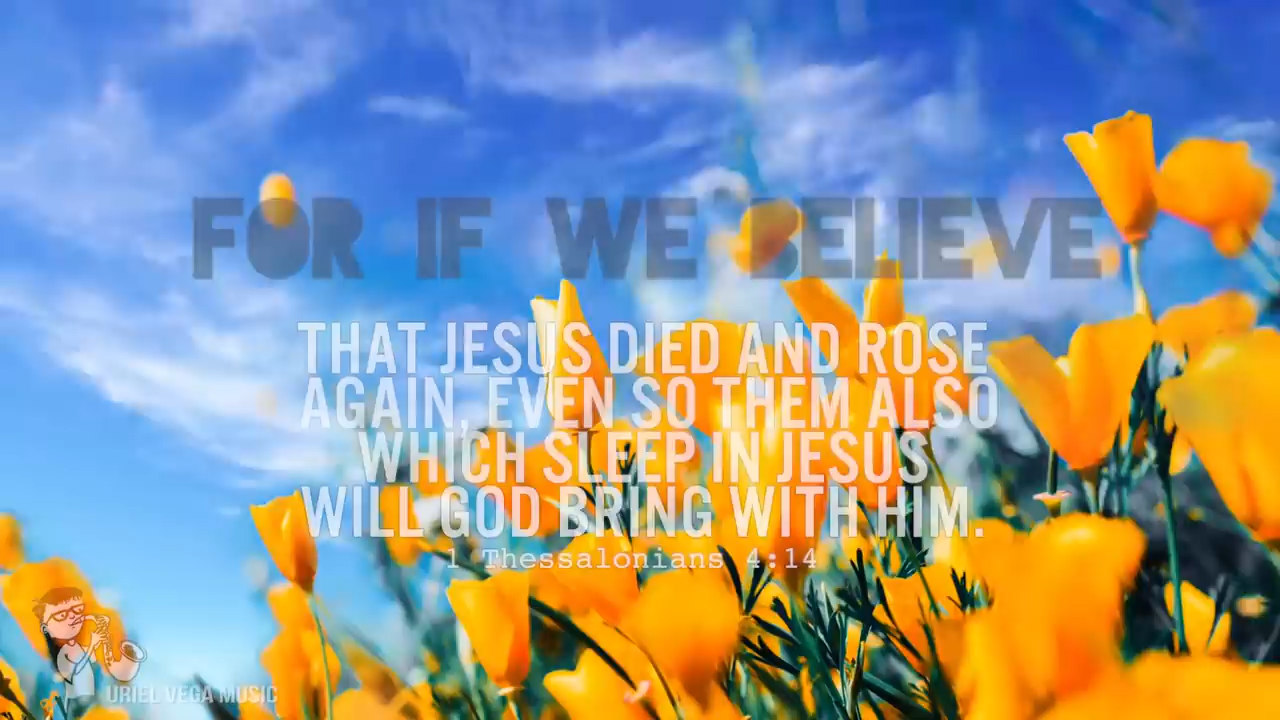 FOR IF WE BELIEVE
THAT JESUS DIED AND ROSE
AGAIN, EVEN SO THEM ALSO
WHICH SLEEP IN JESUS
WILL GOD BRING WITH HIM.
1 Thessalonians 4:14
URIEL VEGA MUSIC